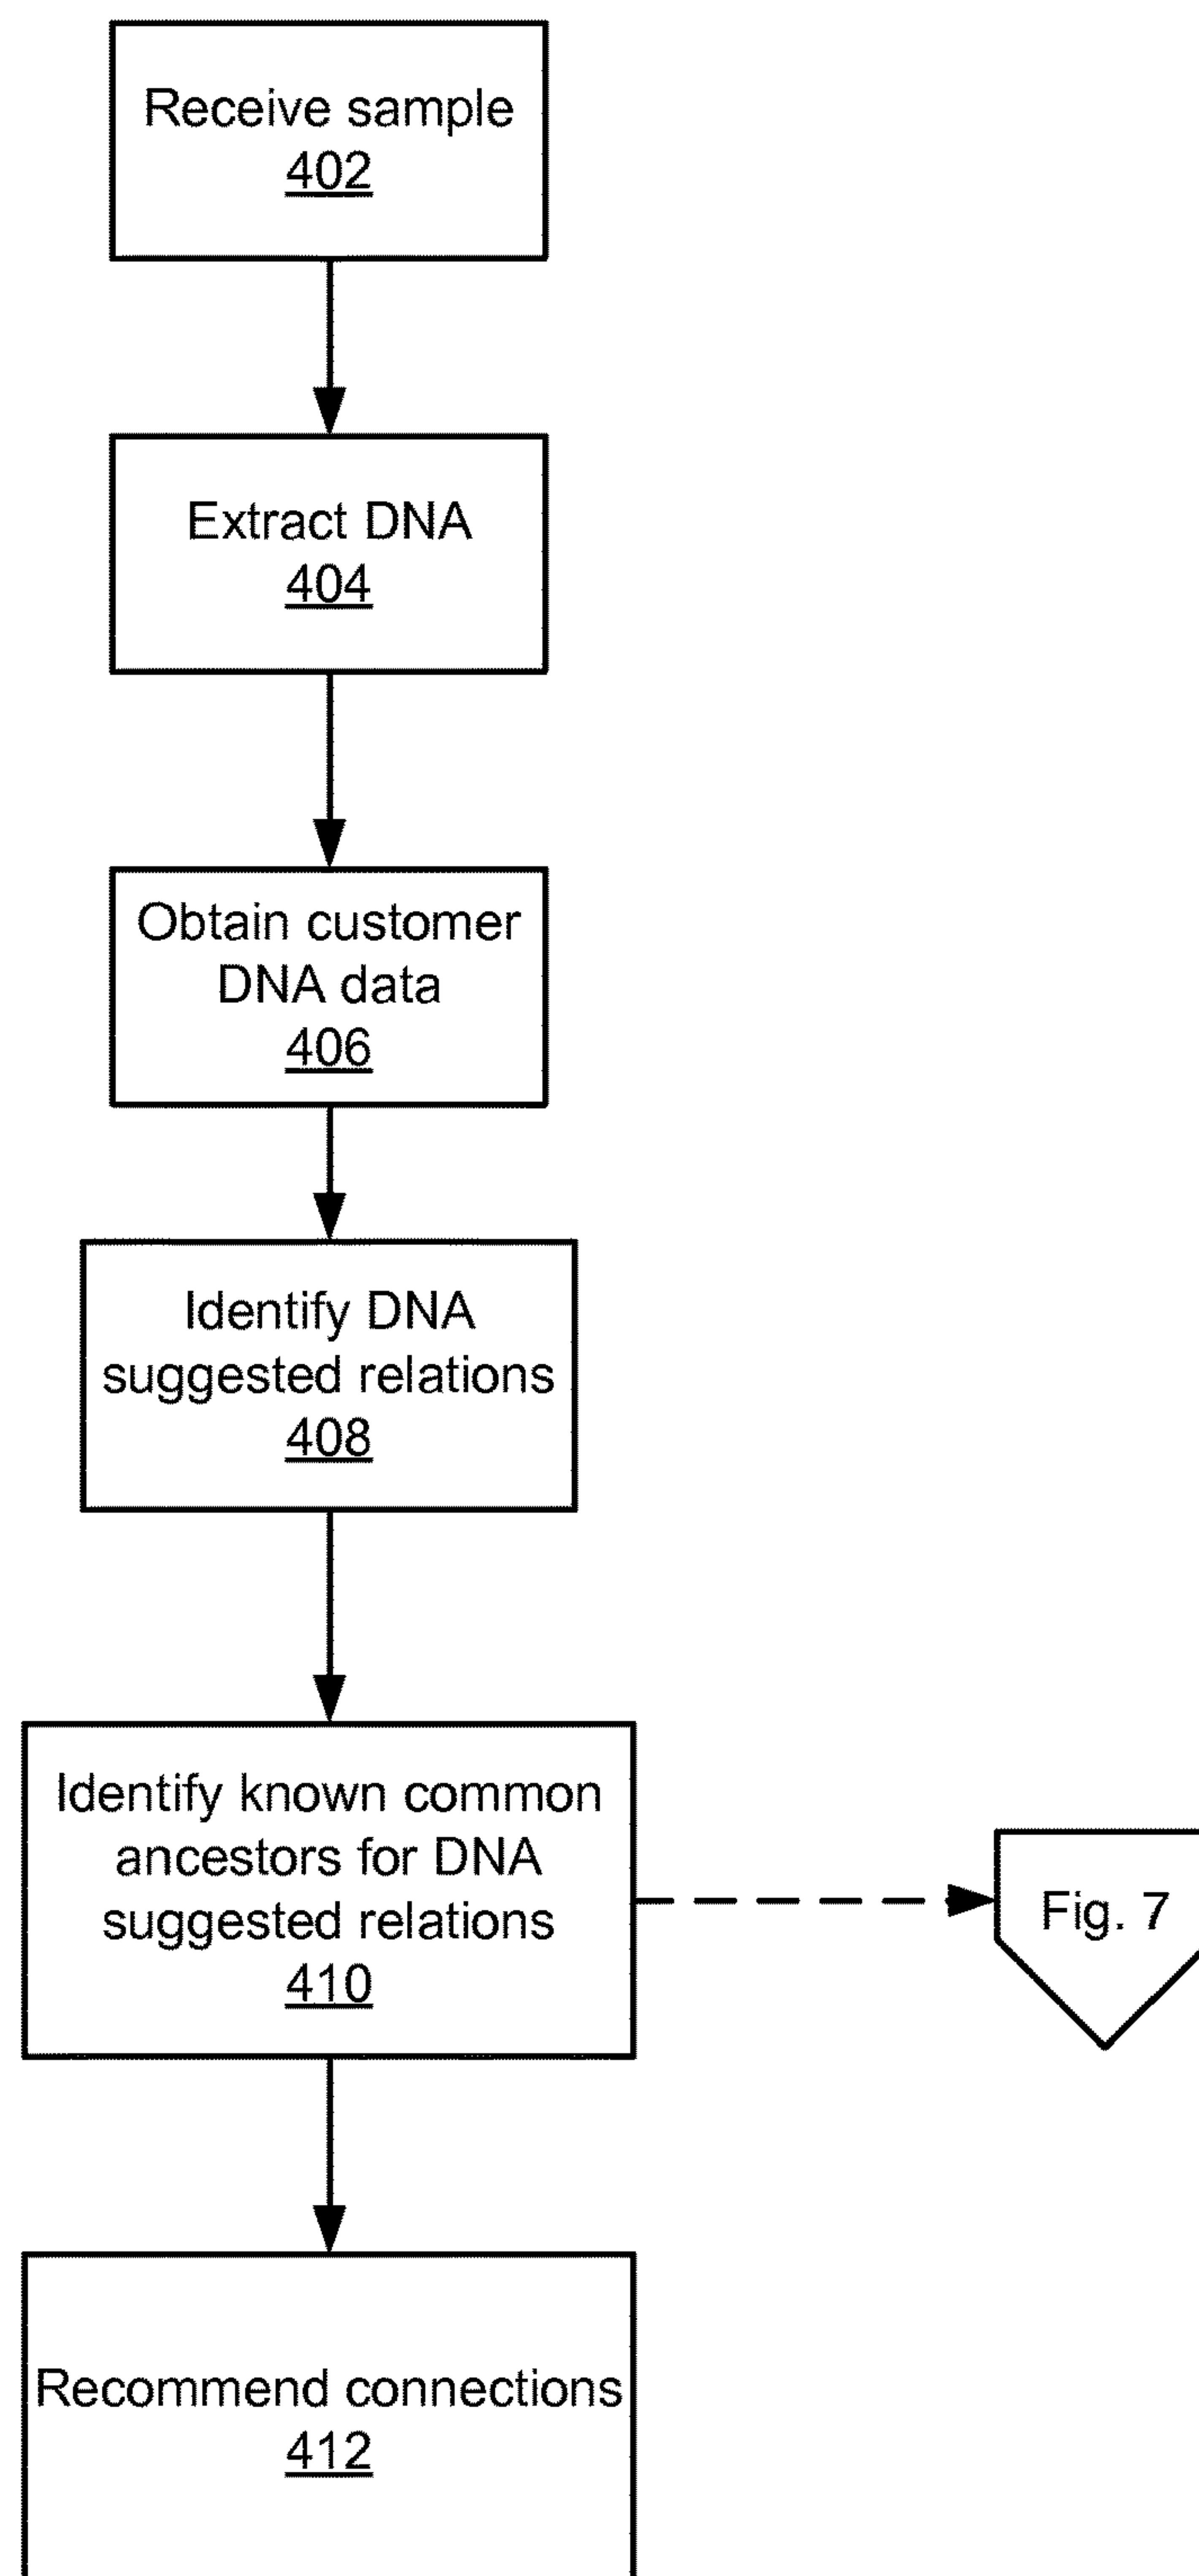 Receive sample
402
Extract DNA
404
Obtain customer
DNA data
406
Identify DNA
suggested relations
408
Identify known common
ancestors for DNA
suggested relations
410
Fig. 7
Recommend connections
412